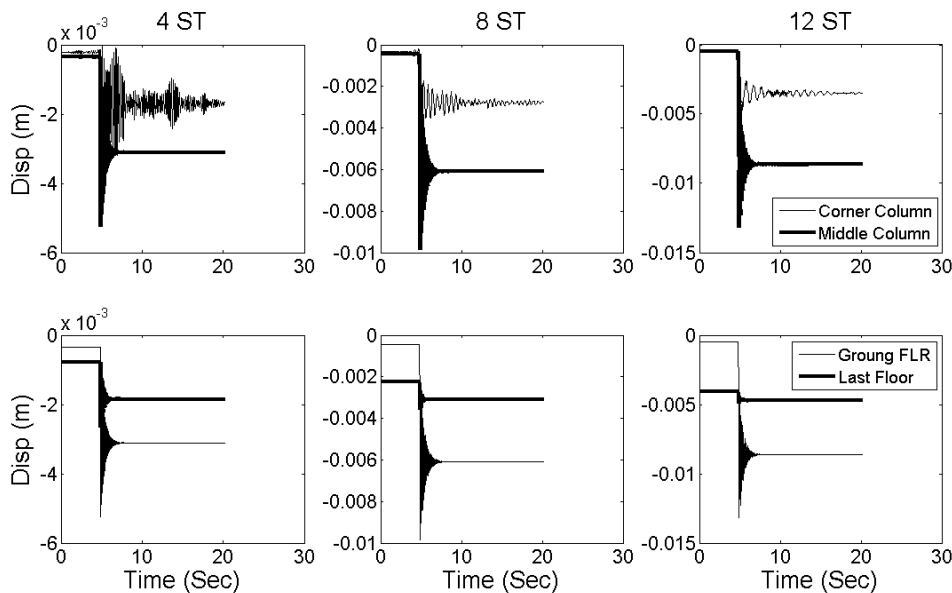 4 ST
8 ST
12 ST
x 10⁻³
0
-2
-4
-6
Disp (m)
0 10 20 30
0
-0.002
-0.004
-0.006
-0.008
-0.01
0 10 20 30
0
-0.005
-0.01
-0.015
0 10 20 30
Corner Column
Middle Column
x 10⁻³
0
-2
-4
-6
Disp (m)
0 10 20 30
Time (Sec)
0
-0.002
-0.004
-0.006
-0.008
-0.01
0 10 20 30
Time (Sec)
0
-0.005
-0.01
-0.015
0 10 20 30
Time (Sec)
Groung FLR
Last Floor